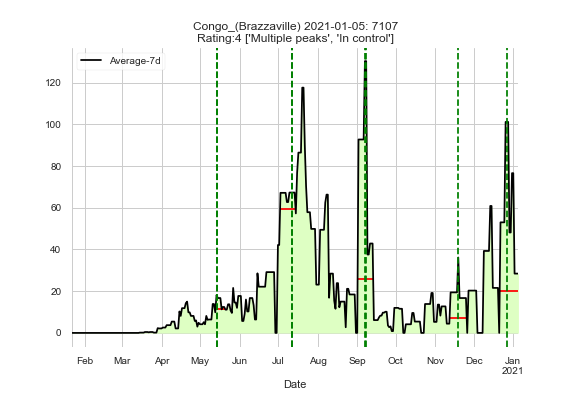 Congo_(Brazzaville) 2021-01-05: 7107
Rating:4 ['Multiple peaks', 'In control']
Average-7d
120
100
80
60
40
20
0
Feb Mar Apr May Jun Jul Aug Sep Oct Nov Dec Jan
2021
Date